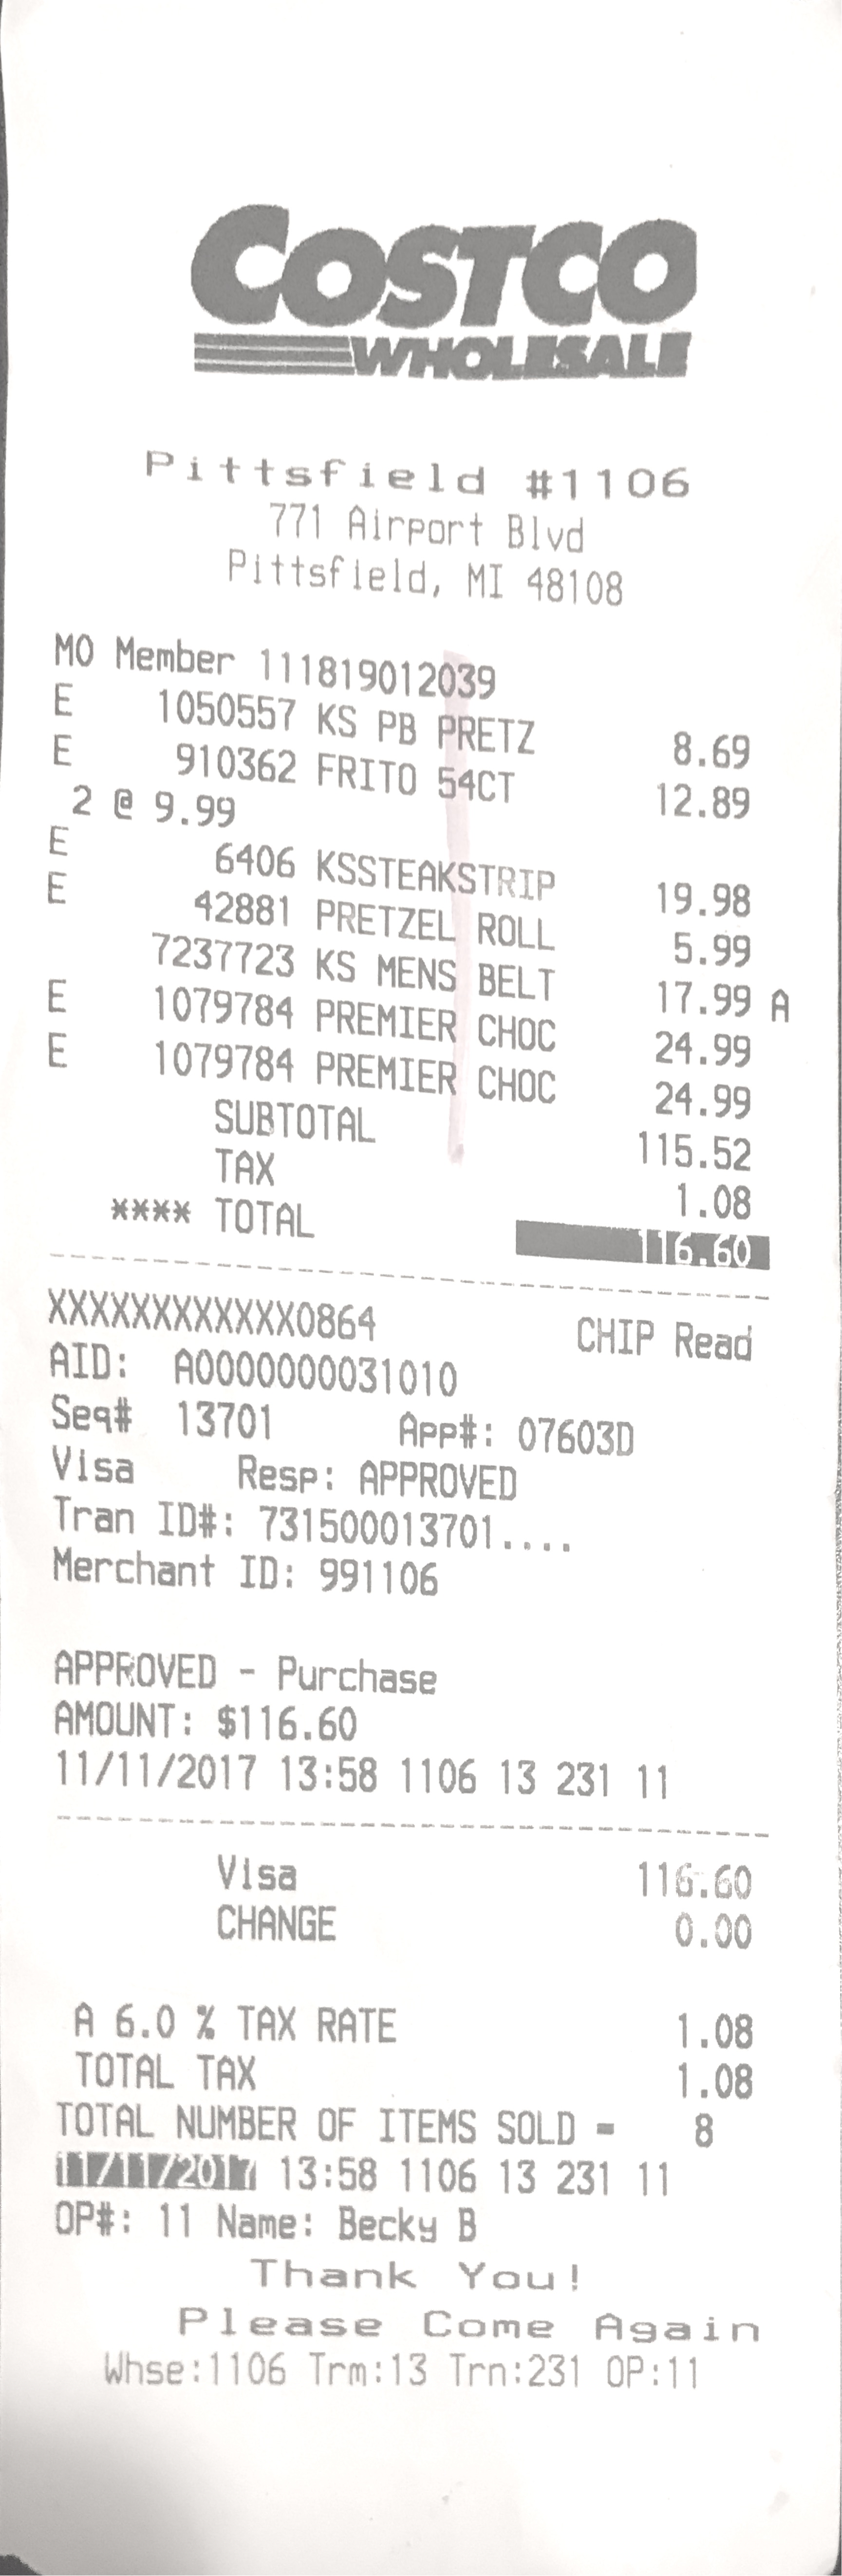 COSTCO
WHOLESALE
Pittsfield #1106
771 Airport Blvd
Pittsfield, MI 48108
MO Member 111819012039
E 1050557 KS PB PRETZ 8.69
E 910362 FRITO 54CT 12.89
2 @ 9.99
E 6406 KSSTEAKSTRIP 19.98
E 42881 PRETZEL ROLL 5.99
7237723 KS MENS BELT 17.99 A
E 1079784 PREMIER CHOC 24.99
E 1079784 PREMIER CHOC 24.99
SUBTOTAL 115.52
TAX 1.08
**** TOTAL 116.60
XXXXXXXXXXXX0864 CHIP Read
AID: A0000000031010
Seq# 13701 App#: 07603D
Visa Resp: APPROVED
Tran ID#: 731500013701....
Merchant ID: 991106
APPROVED - Purchase
AMOUNT: $116.60
11/11/2017 13:58 1106 13 231 11
Visa 116.60
CHANGE 0.00
A 6.0 % TAX RATE 1.08
TOTAL TAX 1.08
TOTAL NUMBER OF ITEMS SOLD = 8
11/11/2017 13:58 1106 13 231 11
OP#: 11 Name: Becky B
Thank You!
Please Come Again
Whse:1106 Trm:13 Trn:231 OP:11